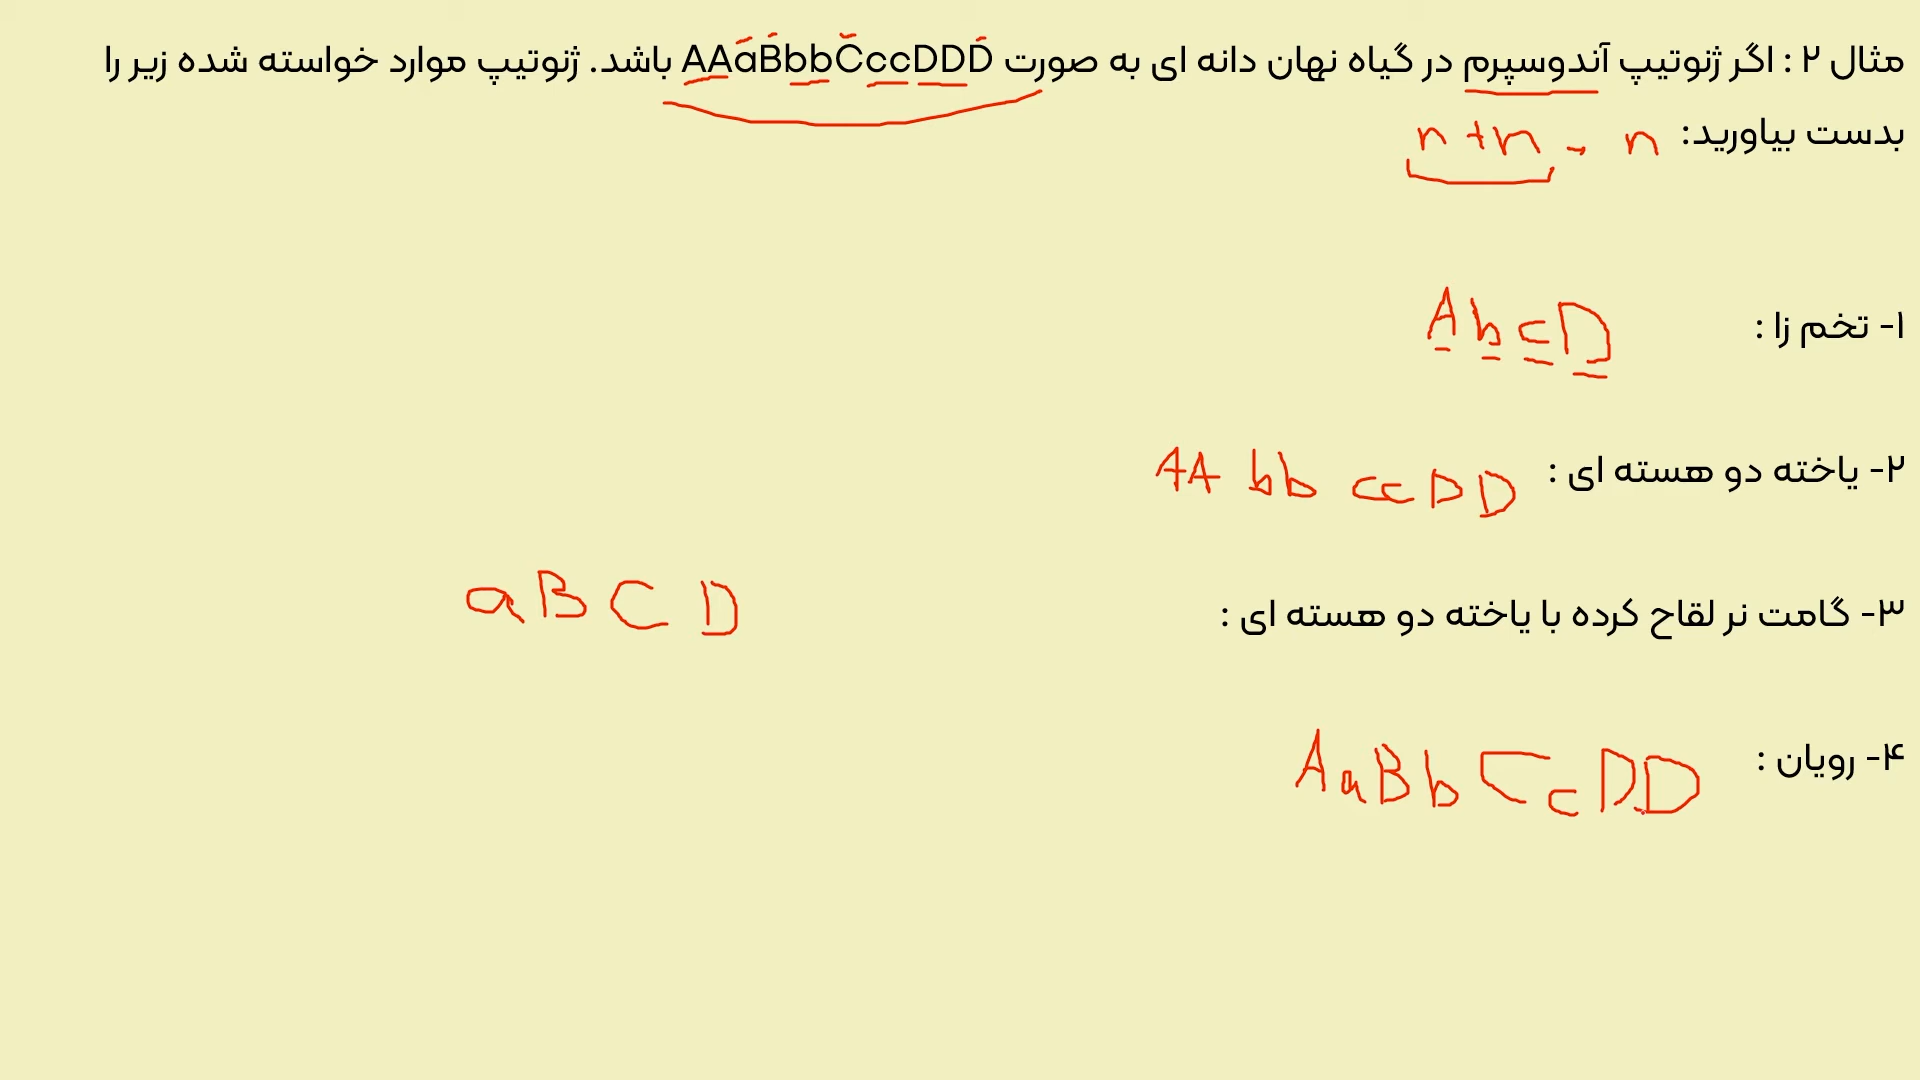 مثال ۲ : اگر ژنوتیپ آندوسپرم در گیاه نهان دانه ای به صورت AAaBbbCccDDD باشد. ژنوتیپ موارد خواسته شده زیر را
بدست بیاورید:
n + n - n
۱- تخم زا :
AbcD
۲- یاخته دو هسته ای :
AA bb ccDD
۳- گامت نر لقاح کرده با یاخته دو هسته ای :
aBCD
۴- رویان :
AaBbCcDD